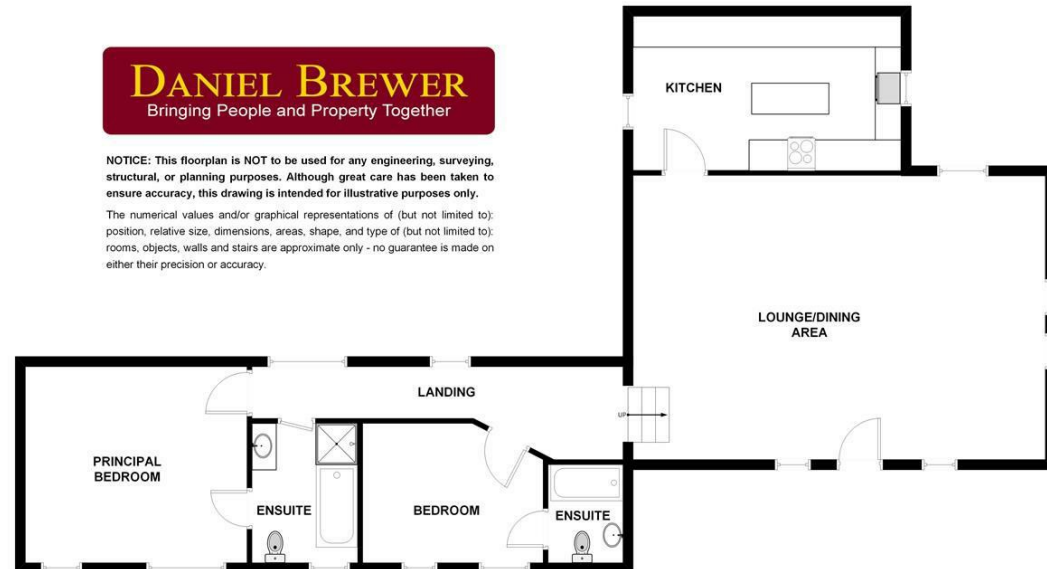 DANIEL BREWER
Bringing People and Property Together
NOTICE: This floorplan is NOT to be used for any engineering, surveying,
structural, or planning purposes. Although great care has been taken to
ensure accuracy, this drawing is intended for illustrative purposes only.
The numerical values and/or graphical representations of (but not limited to):
position, relative size, dimensions, areas, shape, and type of (but not limited to):
rooms, objects, walls and stairs are approximate only - no guarantee is made on
either their precision or accuracy.
KITCHEN
LOUNGE/DINING
AREA
LANDING
UP
PRINCIPAL
BEDROOM
ENSUITE
BEDROOM
ENSUITE